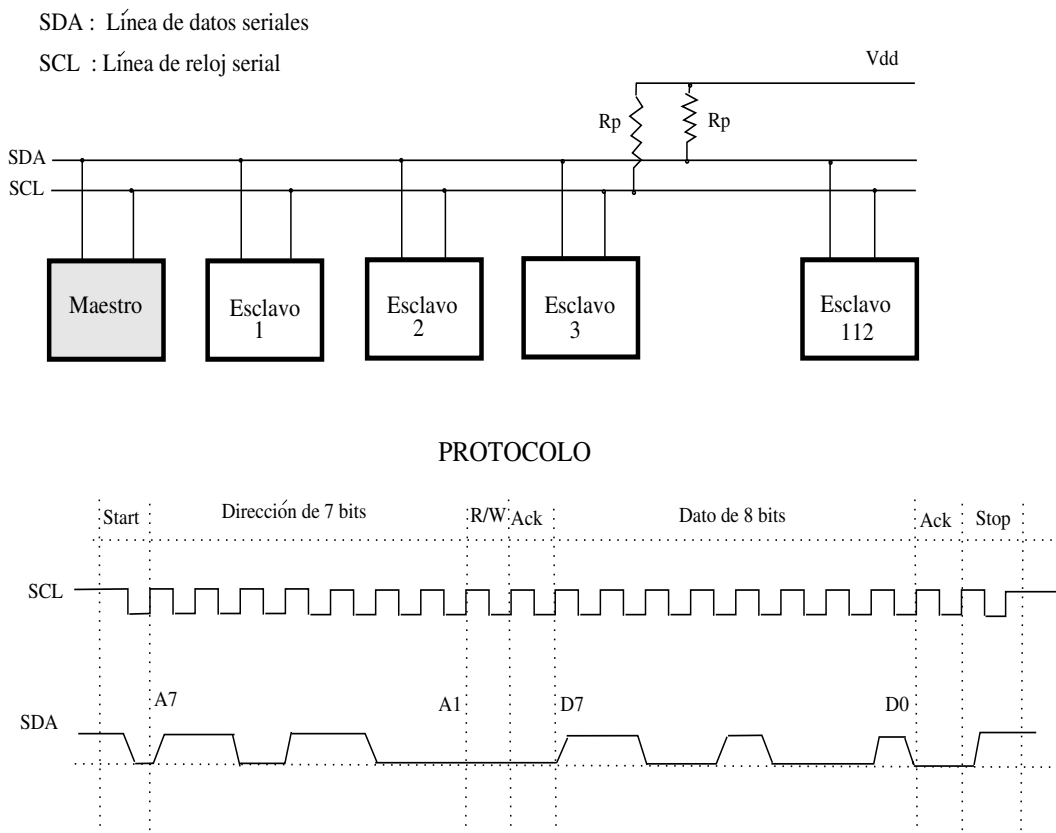 SDA : Línea de datos seriales
SCL : Línea de reloj serial
Vdd
Rp
Rp
SDA
SCL
Maestro
Esclavo
1
Esclavo
2
Esclavo
3
Esclavo
112
PROTOCOLO
Start
Dirección de 7 bits
R/W
Ack
Dato de 8 bits
Ack
Stop
SCL
A7
A1
D7
D0
SDA